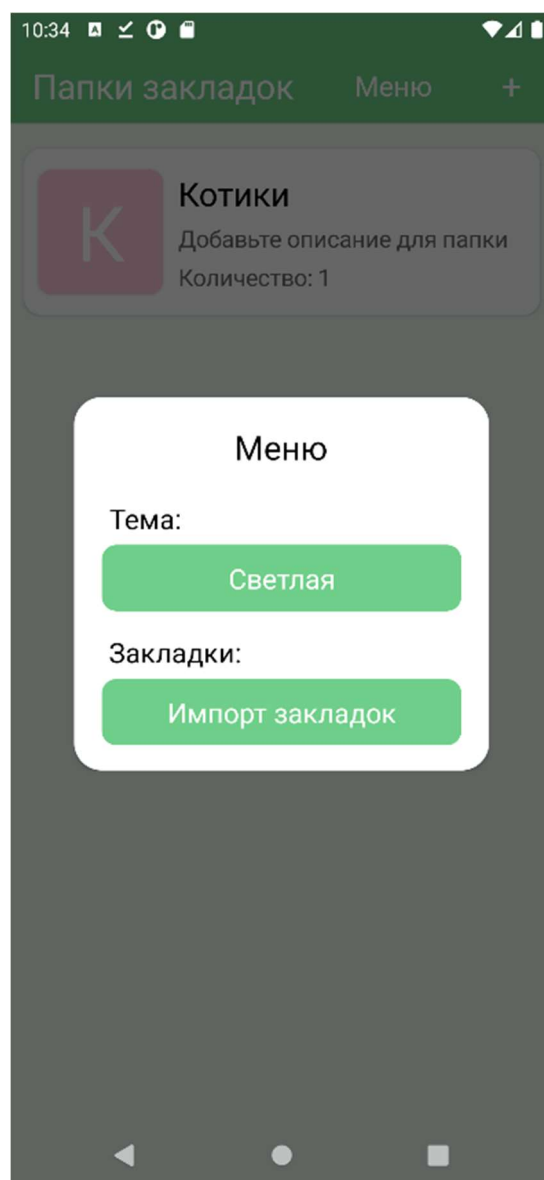 10:34
Папки закладок Меню +
К
Котики
Добавьте описание для папки
Количество: 1
Меню
Тема:
Светлая
Закладки:
Импорт закладок